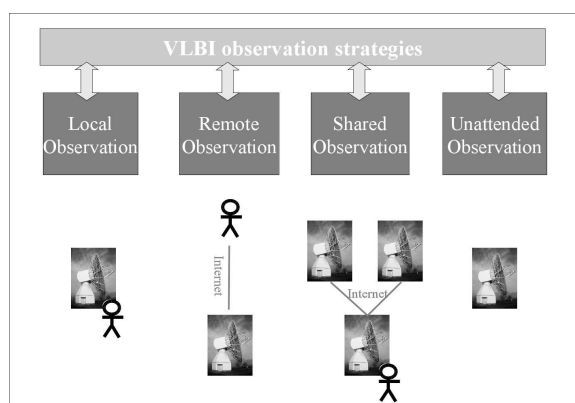 VLBI observation strategies
Local
Observation
Remote
Observation
Shared
Observation
Unattended
Observation
Internet
Internet